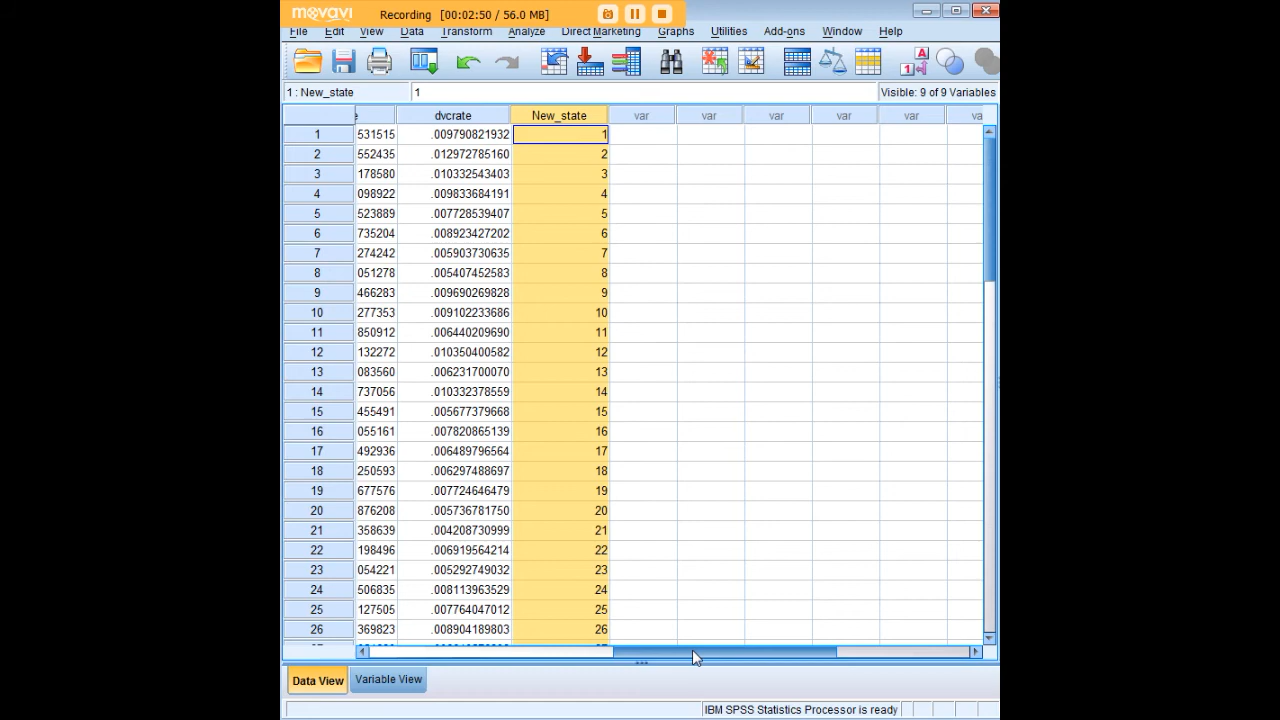 movavi Recording [00:02:50 / 56.0 MB]
File Edit View Data Transform Analyze Direct Marketing Graphs Utilities Add-ons Window Help
1 : New_state 1 Visible: 9 of 9 Variables
e dvcrate New_state var var var var var va
1 531515 .009790821932 1
2 552435 .012972785160 2
3 178580 .010332543403 3
4 098922 .009833684191 4
5 523889 .007728539407 5
6 735204 .008923427202 6
7 274242 .005903730635 7
8 051278 .005407452583 8
9 466283 .009690269828 9
10 277353 .009102233686 10
11 850912 .006440209690 11
12 132272 .010350400582 12
13 083560 .006231700070 13
14 737056 .010332378559 14
15 455491 .005677379668 15
16 055161 .007820865139 16
17 492936 .006489796564 17
18 250593 .006297488697 18
19 677576 .007724646479 19
20 876208 .005736781750 20
21 358639 .004208730999 21
22 198496 .006919564214 22
23 054221 .005292749032 23
24 506835 .008113963529 24
25 127505 .007764047012 25
26 369823 .008904189803 26
Data View Variable View
IBM SPSS Statistics Processor is ready